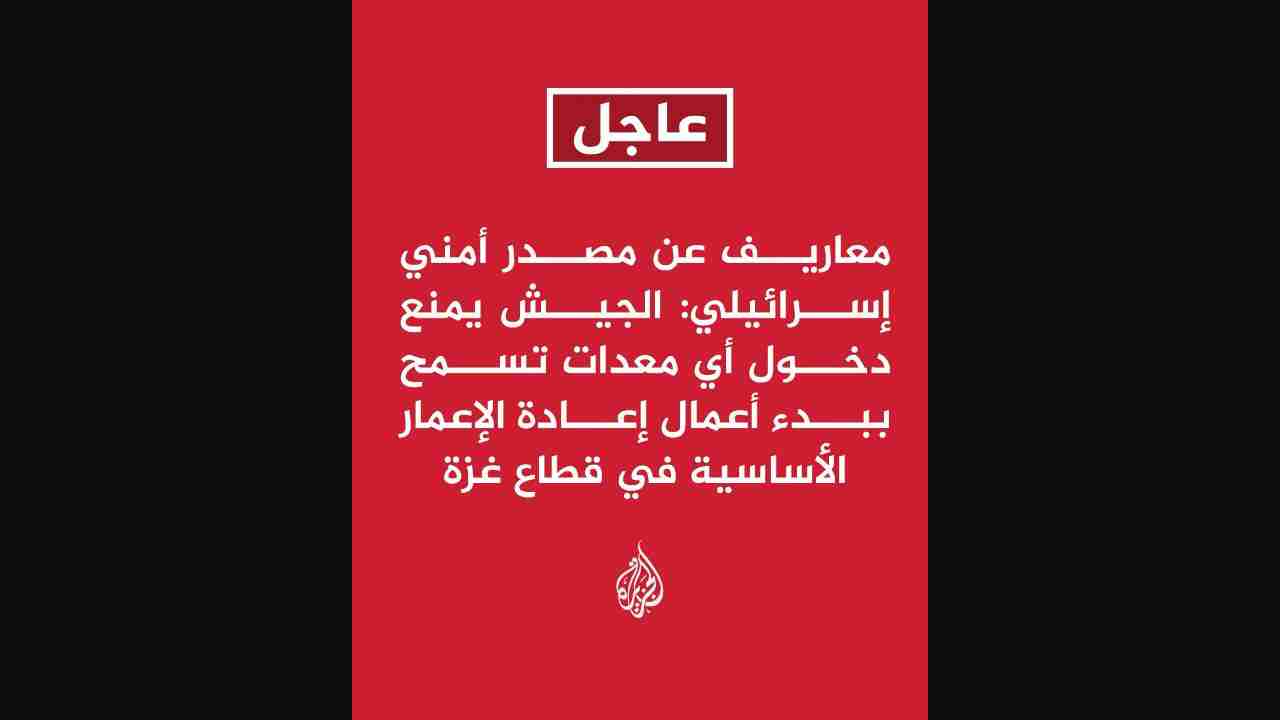 عاجل
معاريف عن مصدر أمني
إسرائيلي: الجيش يمنع
دخول أي معدات تسمح
ببدء أعمال إعادة الإعمار
الأساسية في قطاع غزة
الجزيرة